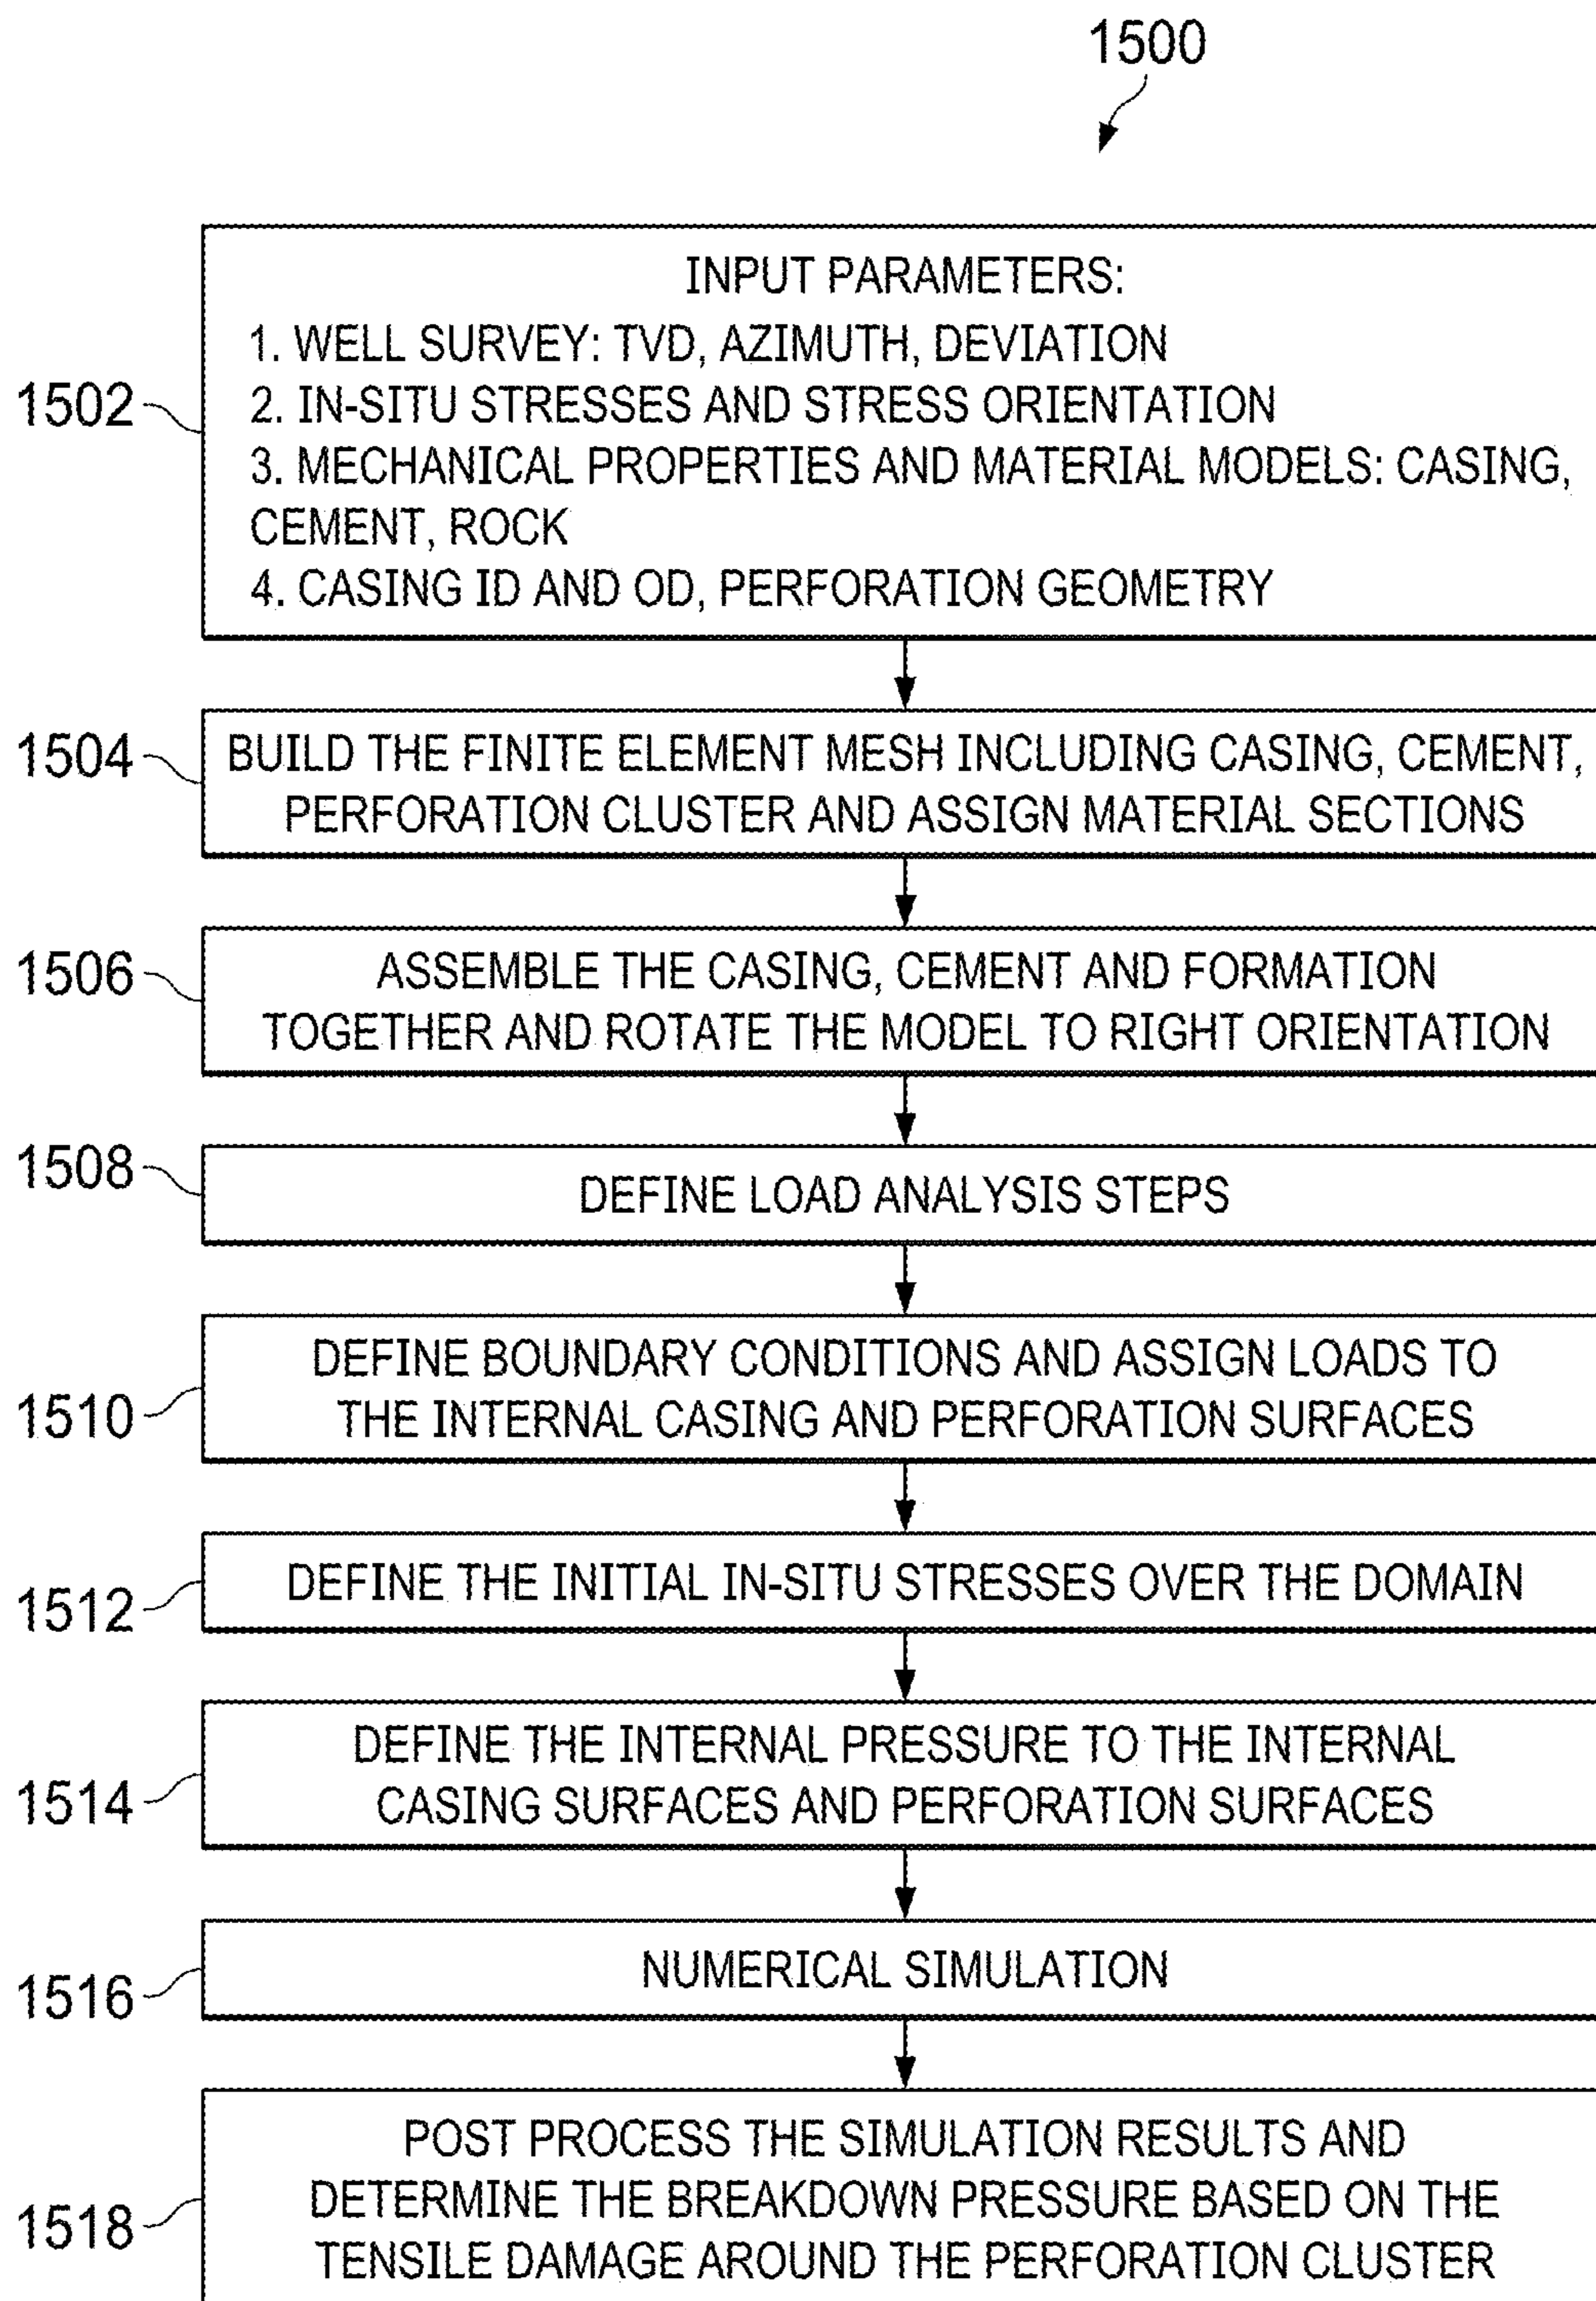 1500
INPUT PARAMETERS:
1. WELL SURVEY: TVD, AZIMUTH, DEVIATION
1502
2. IN-SITU STRESSES AND STRESS ORIENTATION
3. MECHANICAL PROPERTIES AND MATERIAL MODELS: CASING,
CEMENT, ROCK
4. CASING ID AND OD, PERFORATION GEOMETRY
1504
BUILD THE FINITE ELEMENT MESH INCLUDING CASING, CEMENT,
PERFORATION CLUSTER AND ASSIGN MATERIAL SECTIONS
1506
ASSEMBLE THE CASING, CEMENT AND FORMATION
TOGETHER AND ROTATE THE MODEL TO RIGHT ORIENTATION
1508
DEFINE LOAD ANALYSIS STEPS
1510
DEFINE BOUNDARY CONDITIONS AND ASSIGN LOADS TO
THE INTERNAL CASING AND PERFORATION SURFACES
1512
DEFINE THE INITIAL IN-SITU STRESSES OVER THE DOMAIN
1514
DEFINE THE INTERNAL PRESSURE TO THE INTERNAL
CASING SURFACES AND PERFORATION SURFACES
1516
NUMERICAL SIMULATION
1518
POST PROCESS THE SIMULATION RESULTS AND
DETERMINE THE BREAKDOWN PRESSURE BASED ON THE
TENSILE DAMAGE AROUND THE PERFORATION CLUSTER